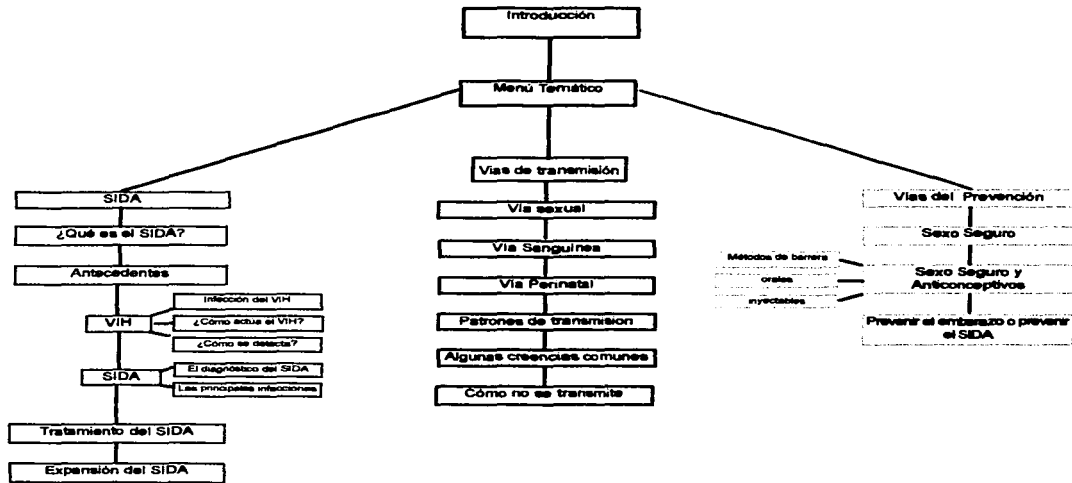 Introducción
Menú Temático
SIDA
¿Qué es el SIDA?
Antecedentes
VIH
Infección del VIH
¿Cómo actua el VIH?
¿Cómo se detecta?
SIDA
El diagnóstico del SIDA
Las principales infecciones
Tratamiento del SIDA
Expansión del SIDA
Vías de transmisión
Vía sexual
Vía Sanguínea
Vía Perinatal
Patrones de transmision
Algunas creencias comunes
Cómo no se transmite
Vías del Prevención
Sexo Seguro
Métodos de barrera
orales
inyectables
Sexo Seguro y
Anticonceptivos
Prevenir el embarazo o prevenir
el SIDA